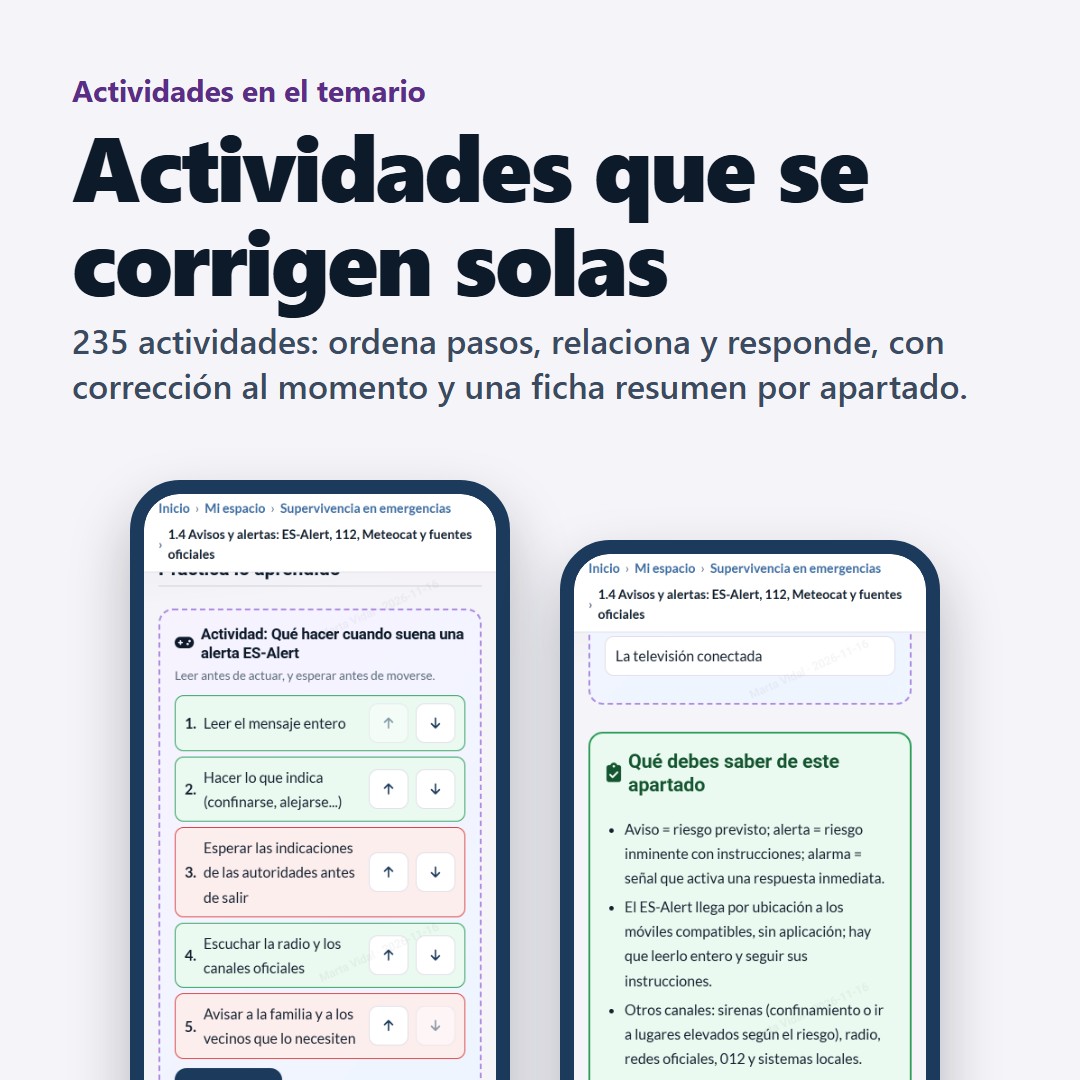 Actividades en el temario
Actividades que se
corrigen solas
235 actividades: ordena pasos, relaciona y responde, con
corrección al momento y una ficha resumen por apartado.
Inicio › Mi espacio › Supervivencia en emergencias
› 1.4 Avisos y alertas: ES-Alert, 112, Meteocat y fuentes
oficiales
Practica lo aprendido
Actividad: Qué hacer cuando suena una
alerta ES-Alert
Leer antes de actuar, y esperar antes de moverse.
1. Leer el mensaje entero ↑ ↓
2. Hacer lo que indica
(confinarse, alejarse...) ↑ ↓
3. Esperar las indicaciones
de las autoridades antes
de salir ↑ ↓
4. Escuchar la radio y los
canales oficiales ↑ ↓
5. Avisar a la familia y a los
vecinos que lo necesiten ↑ ↓
Inicio › Mi espacio › Supervivencia en emergencias
› 1.4 Avisos y alertas: ES-Alert, 112, Meteocat y fuentes
oficiales
La televisión conectada
Marta Vidal · 2026-11-16
Qué debes saber de este
apartado
• Aviso = riesgo previsto; alerta = riesgo
inminente con instrucciones; alarma =
señal que activa una respuesta inmediata.
• El ES-Alert llega por ubicación a los
móviles compatibles, sin aplicación; hay
que leerlo entero y seguir sus
instrucciones.
• Otros canales: sirenas (confinamiento o ir
a lugares elevados según el riesgo), radio,
redes oficiales, 012 y sistemas locales.